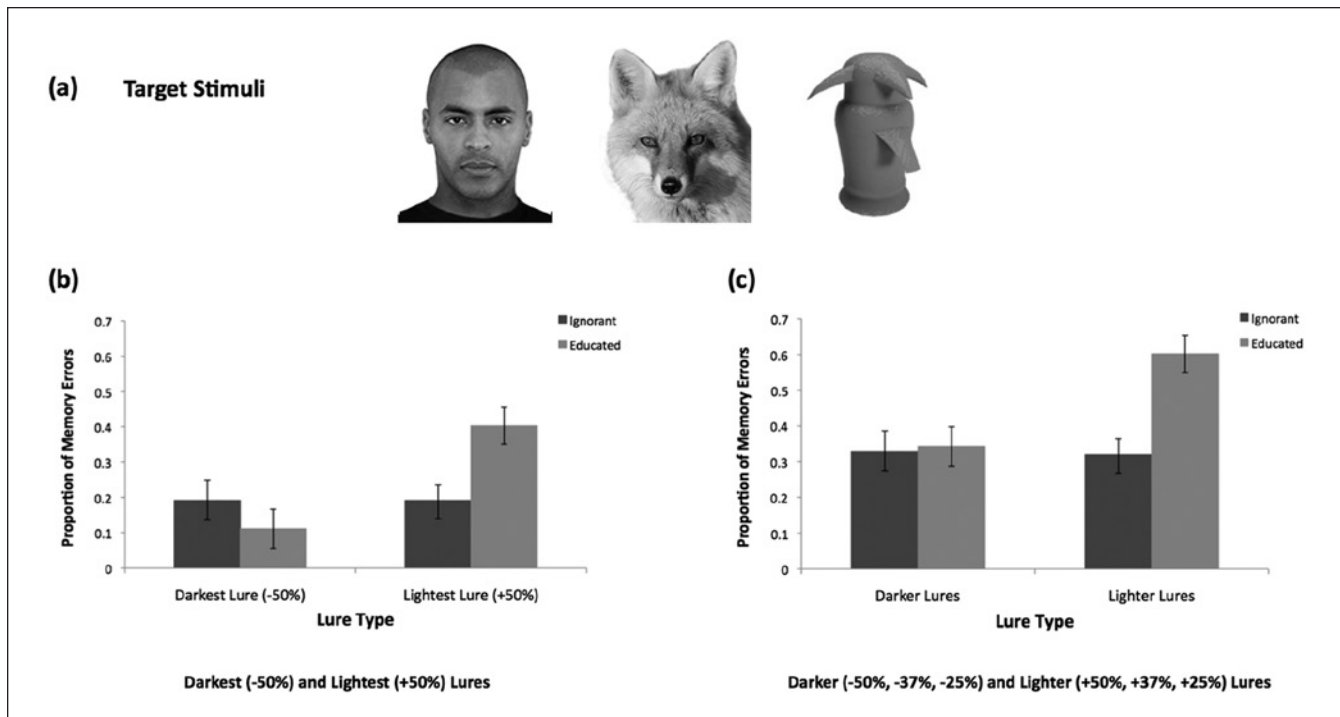 (a) Target Stimuli
(b)
Ignorant
Educated
0.7
0.6
0.5
0.4
0.3
0.2
0.1
0
Proportion of Memory Errors
Darkest Lure (-50%) Lightest Lure (+50%)
Lure Type
Darkest (-50%) and Lightest (+50%) Lures
(c)
Ignorant
Educated
0.7
0.6
0.5
0.4
0.3
0.2
0.1
0
Proportion of Memory Errors
Darker Lures Lighter Lures
Lure Type
Darker (-50%, -37%, -25%) and Lighter (+50%, +37%, +25%) Lures